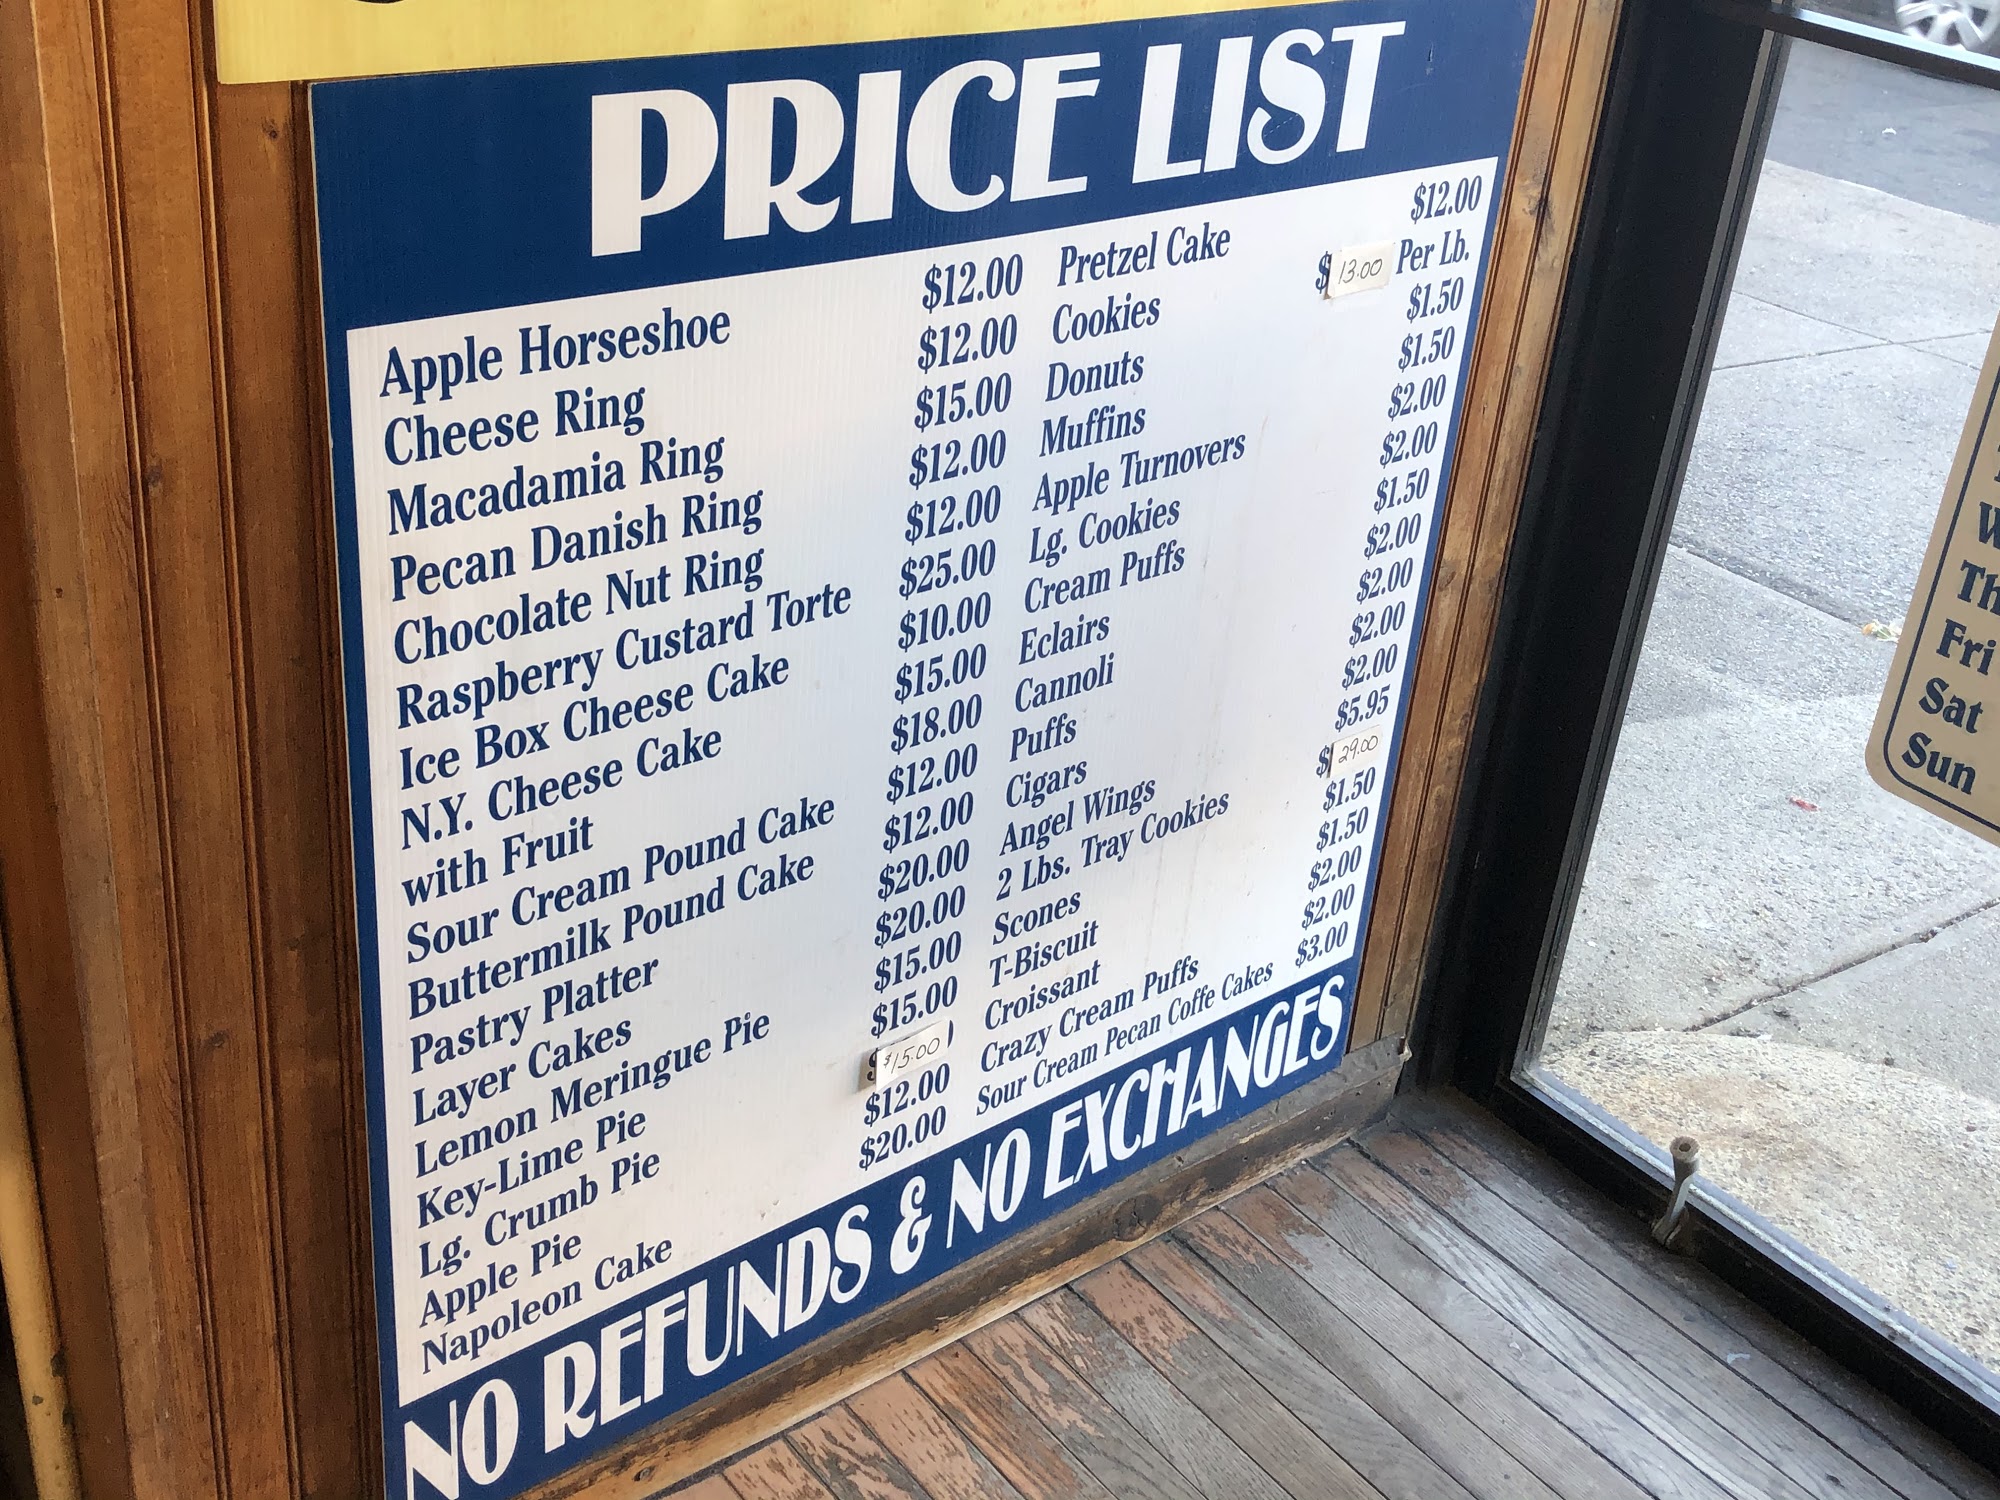 PRICE LIST
Apple Horseshoe $12.00
Cheese Ring $12.00
Macadamia Ring $15.00
Pecan Danish Ring $12.00
Chocolate Nut Ring $12.00
Raspberry Custard Torte $25.00
Ice Box Cheese Cake $10.00
N.Y. Cheese Cake $15.00
with Fruit $18.00
Sour Cream Pound Cake $12.00
Buttermilk Pound Cake $12.00
Pastry Platter $20.00
Layer Cakes $20.00
Lemon Meringue Pie $15.00
Key-Lime Pie $15.00
Lg. Crumb Pie $15.00
Apple Pie $12.00
Napoleon Cake $20.00
Pretzel Cake $12.00
Cookies $13.00 Per Lb.
Donuts $1.50
Muffins $1.50
Apple Turnovers $2.00
Lg. Cookies $2.00
Cream Puffs $1.50
Eclairs $2.00
Cannoli $2.00
Puffs $2.00
Cigars $2.00
Angel Wings $5.95
2 Lbs. Tray Cookies $29.00
Scones $1.50
T-Biscuit $1.50
Croissant $2.00
Crazy Cream Puffs $2.00
Sour Cream Pecan Coffe Cakes $3.00
NO REFUNDS & NO EXCHANGES
Fri
Sat
Sun